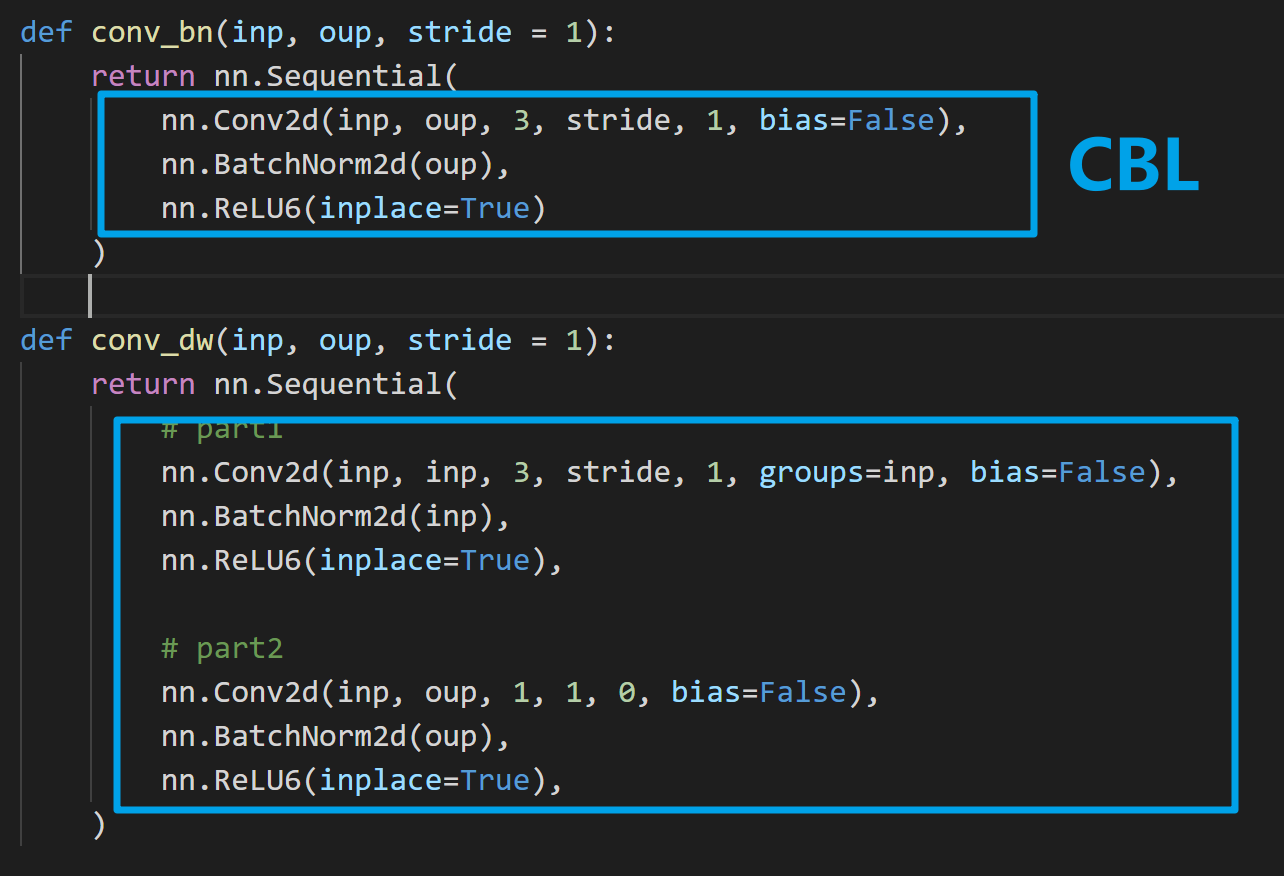 def conv_bn(inp, oup, stride = 1):
    return nn.Sequential(
        nn.Conv2d(inp, oup, 3, stride, 1, bias=False),
        nn.BatchNorm2d(oup),
        nn.ReLU6(inplace=True)
    )
CBL
def conv_dw(inp, oup, stride = 1):
    return nn.Sequential(
        # part1
        nn.Conv2d(inp, inp, 3, stride, 1, groups=inp, bias=False),
        nn.BatchNorm2d(inp),
        nn.ReLU6(inplace=True),
        # part2
        nn.Conv2d(inp, oup, 1, 1, 0, bias=False),
        nn.BatchNorm2d(oup),
        nn.ReLU6(inplace=True),
    )